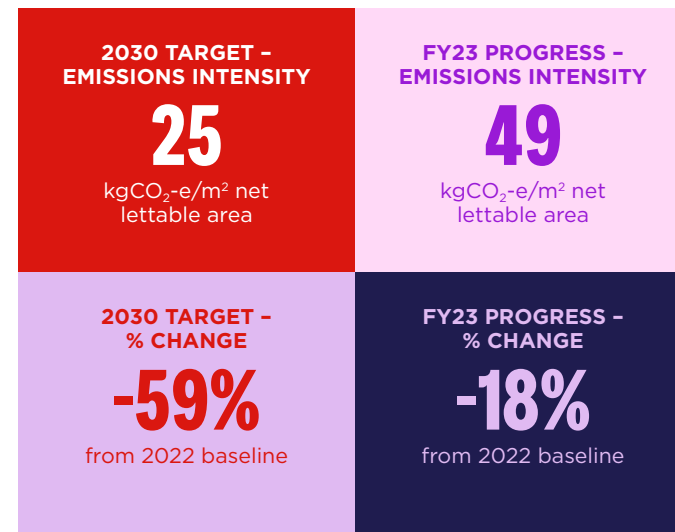 2030 TARGET –
EMISSIONS INTENSITY
25
kgCO₂-e/m² net
lettable area
FY23 PROGRESS –
EMISSIONS INTENSITY
49
kgCO₂-e/m² net
lettable area
2030 TARGET –
% CHANGE
-59%
from 2022 baseline
FY23 PROGRESS –
% CHANGE
-18%
from 2022 baseline